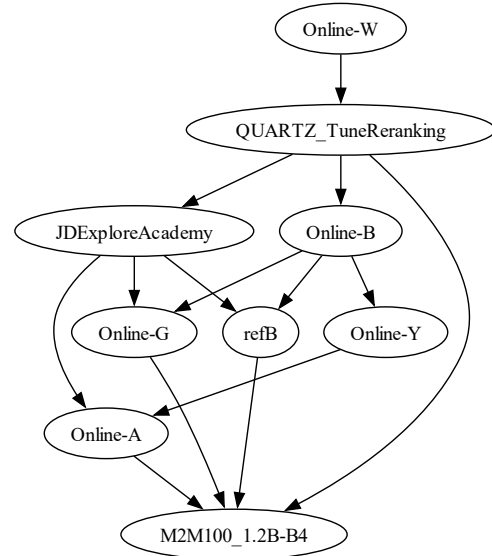 Online-W
QUARTZ_TuneReranking
JDExploreAcademy
Online-B
Online-G
refB
Online-Y
Online-A
M2M100_1.2B-B4